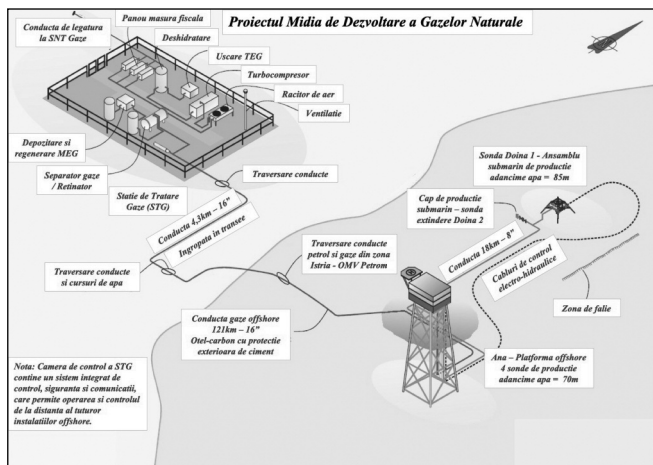 Proiectul Midia de Dezvoltare a Gazelor Naturale
Conducta de legatura
la SNT Gaze
Panou masura fiscala
Deshidratare
Uscare TEG
Turbocompresor
Racitor de aer
Ventilatie
Depozitare si
regenerare MEG
Separator gaze
/ Retinator
Statie de Tratare
Gaze (STG)
Traversare conducte
Conducta 4,3km – 16”
Ingropata in transee
Traversare conducte
si cursuri de apa
Traversare conducte
petrol si gaze din zona
Istria - OMV Petrom
Conducta gaze offshore
121km – 16”
Otel-carbon cu protectie
exterioara de ciment
Sonda Doina 1 - Ansamblu
submarin de productie
adancime apa = 85m
Cap de productie
submarin – sonda
extindere Doina 2
Conducta 18km – 8”
Cabluri de control
electro-hidraulice
Zona de falie
Ana – Platforma offshore
4 sonde de productie
adancime apa = 70m
Nota: Camera de control a STG
contine un sistem integrat de
control, siguranta si comunicatii,
care permite operarea si controlul
de la distanta al tuturor
instalatiilor offshore.